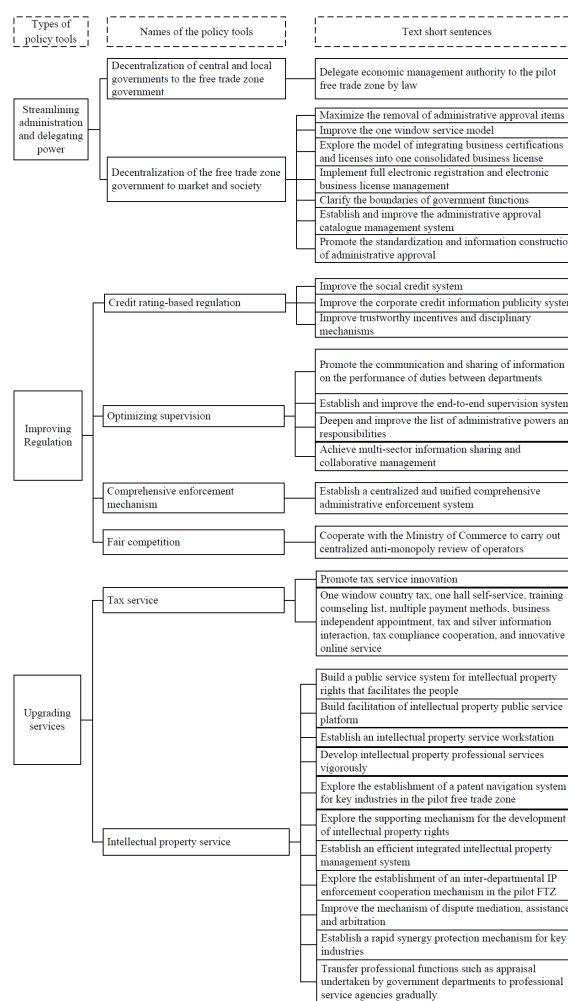 Types of
policy tools
Names of the policy tools
Text short sentences
Streamlining
administration
and delegating
power
Decentralization of central and local
governments to the free trade zone
government
Delegate economic management authority to the pilot
free trade zone by law
Decentralization of the free trade zone
government to market and society
Maximize the removal of administrative approval items
Improve the one window service model
Explore the model of integrating business certifications
and licenses into one consolidated business license
Implement full electronic registration and electronic
business license management
Clarify the boundaries of government functions
Establish and improve the administrative approval
catalogue management system
Promote the standardization and information construction
of administrative approval
Improving
Regulation
Credit rating-based regulation
Improve the social credit system
Improve the corporate credit information publicity system
Improve trustworthy incentives and disciplinary
mechanisms
Optimizing supervision
Promote the communication and sharing of information
on the performance of duties between departments
Establish and improve the end-to-end supervision system
Deepen and improve the list of administrative powers an
responsibilities
Achieve multi-sector information sharing and
collaborative management
Comprehensive enforcement
mechanism
Establish a centralized and unified comprehensive
administrative enforcement system
Fair competition
Cooperate with the Ministry of Commerce to carry out
centralized anti-monopoly review of operators
Upgrading
services
Tax service
Promote tax service innovation
One window country tax, one hall self-service, training
counseling list, multiple payment methods, business
independent appointment, tax and silver information
interaction, tax compliance cooperation, and innovative
online service
Intellectual property service
Build a public service system for intellectual property
rights that facilitates the people
Build facilitation of intellectual property public service
platform
Establish an intellectual property service workstation
Develop intellectual property professional services
vigorously
Explore the establishment of a patent navigation system
for key industries in the pilot free trade zone
Explore the supporting mechanism for the development
of intellectual property rights
Establish an efficient integrated intellectual property
management system
Explore the establishment of an inter-departmental IP
enforcement cooperation mechanism in the pilot FTZ
Improve the mechanism of dispute mediation, assistance
and arbitration
Establish a rapid synergy protection mechanism for key
industries
Transfer professional functions such as appraisal
undertaken by government departments to professional
service agencies gradually